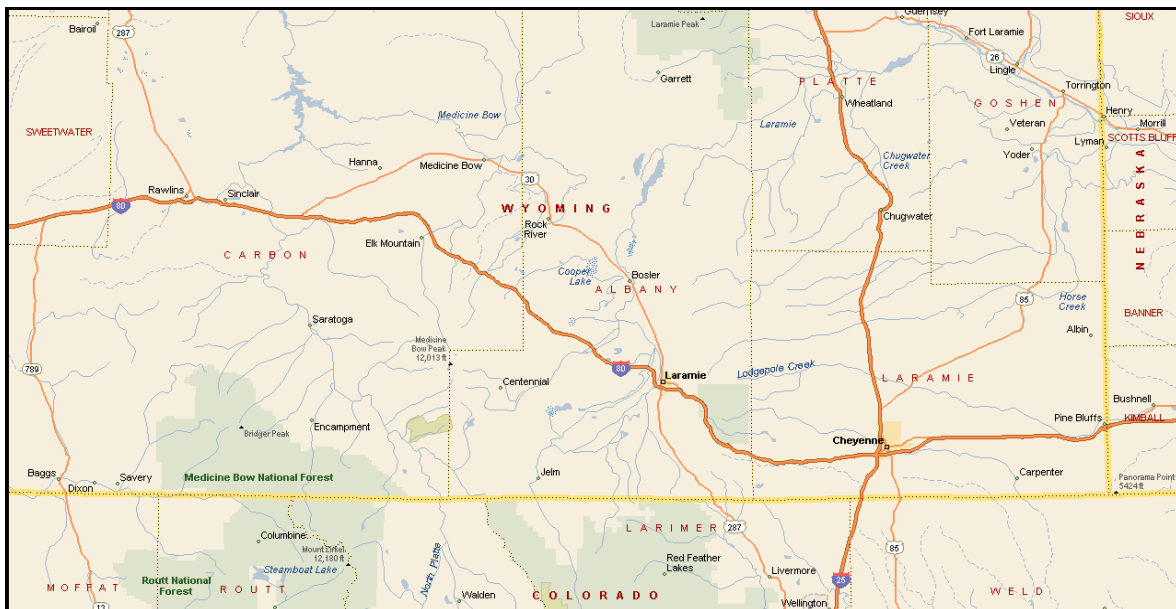 Bairoil
287
Laramie Peak
Guernsey
SIOUX
Fort Laramie
26
Lingle
Garrett
PLATTE
Torrington
Wheatland
GOSHEN
Henry
Medicine Bow
Laramie
Veteran
Morrill
SWEETWATER
SCOTTS BLUFF
Lyman
Hanna
Medicine Bow
Chugwater
Creek
Yoder
NEBRASKA
30
Rawlins
Sinclair
80
WYOMING
Rock
River
Chugwater
Elk Mountain
CARBON
Cooper
Lake
Bosler
ALBANY
85
Horse
Creek
BANNER
Saratoga
Albin
Medicine
Bow Peak
12,013 ft
789
80
Laramie
Lodgepole Creek
LARAMIE
Centennial
Bushnell
Pine Bluffs
KIMBALL
Encampment
Bridger Peak
Cheyenne
Baggs
Dixon
Savery
Medicine Bow National Forest
Jelm
Carpenter
Panorama Point
5424 ft
LARIMER
287
Columbine
Mount Zirkel
12,180 ft
85
Steamboat Lake
North Platte
Red Feather
Lakes
Livermore
25
MOFFAT
Routt National
Forest
ROUTT
Walden
COLORADO
WELD
Wellington
13